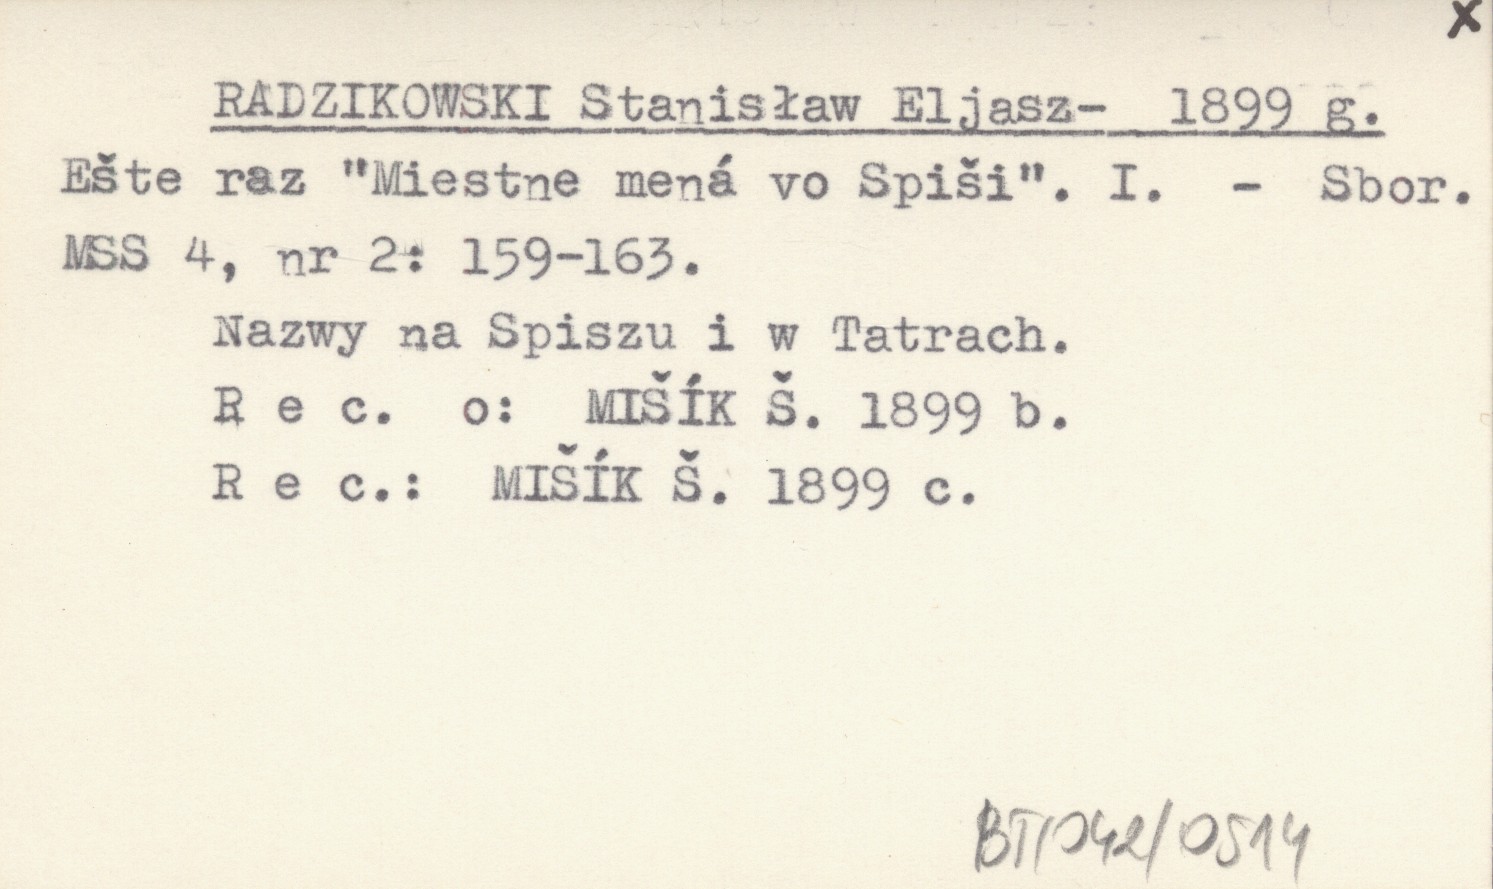 x
RADZIKOWSKI Stanisław Eljasz- 1899 g.
Ešte raz "Miestne mená vo Spiši". I. - Sbor.
MSS 4, nr 2: 159-163.
Nazwy na Spiszu i w Tatrach.
R e c. o: MIŠÍK Š. 1899 b.
R e c.: MIŠÍK Š. 1899 c.
BT/042/0514